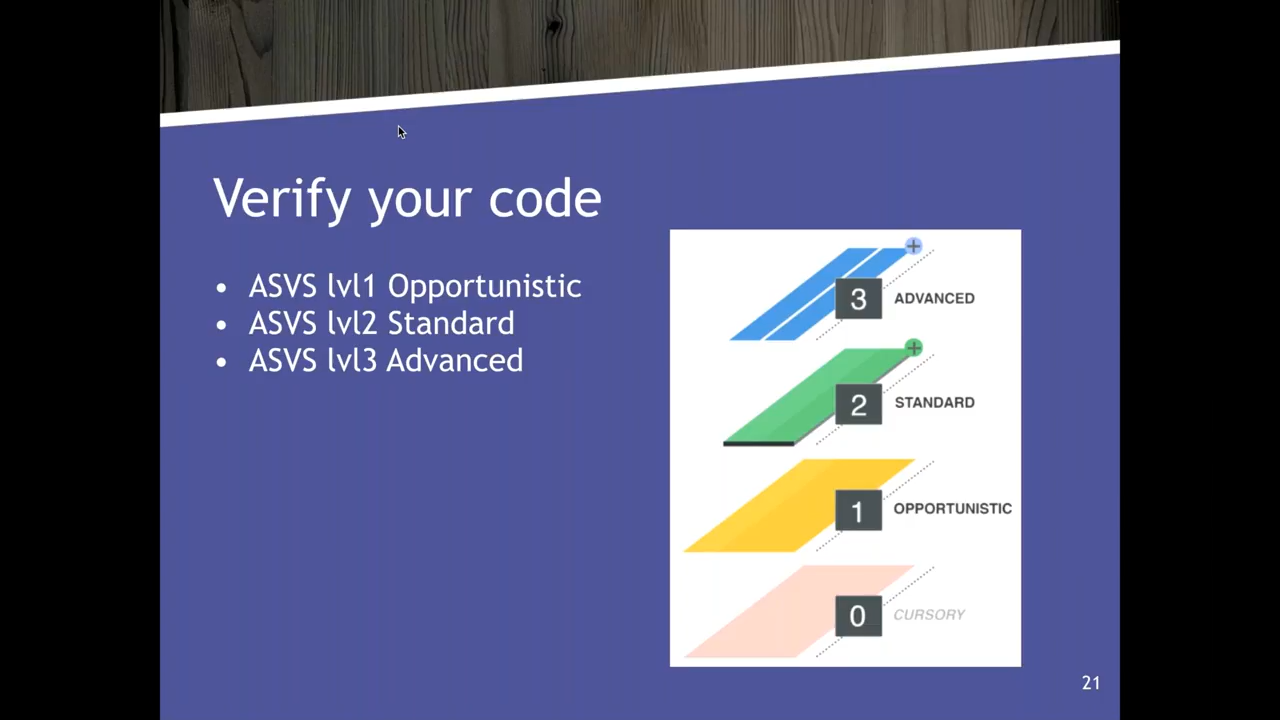 Verify your code
• ASVS lvl1 Opportunistic
• ASVS lvl2 Standard
• ASVS lvl3 Advanced
3 ADVANCED
2 STANDARD
1 OPPORTUNISTIC
0 CURSORY
21